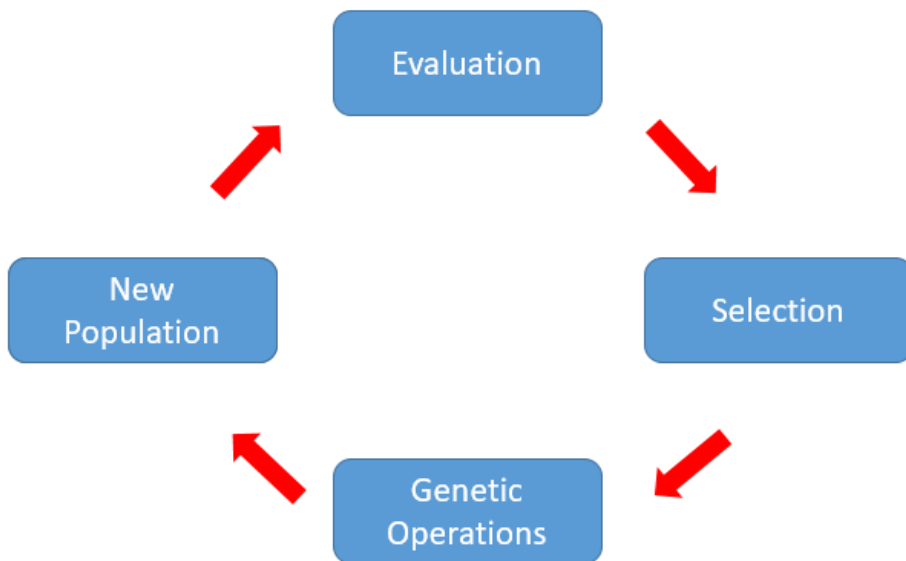 Evaluation
Selection
Genetic
Operations
New
Population